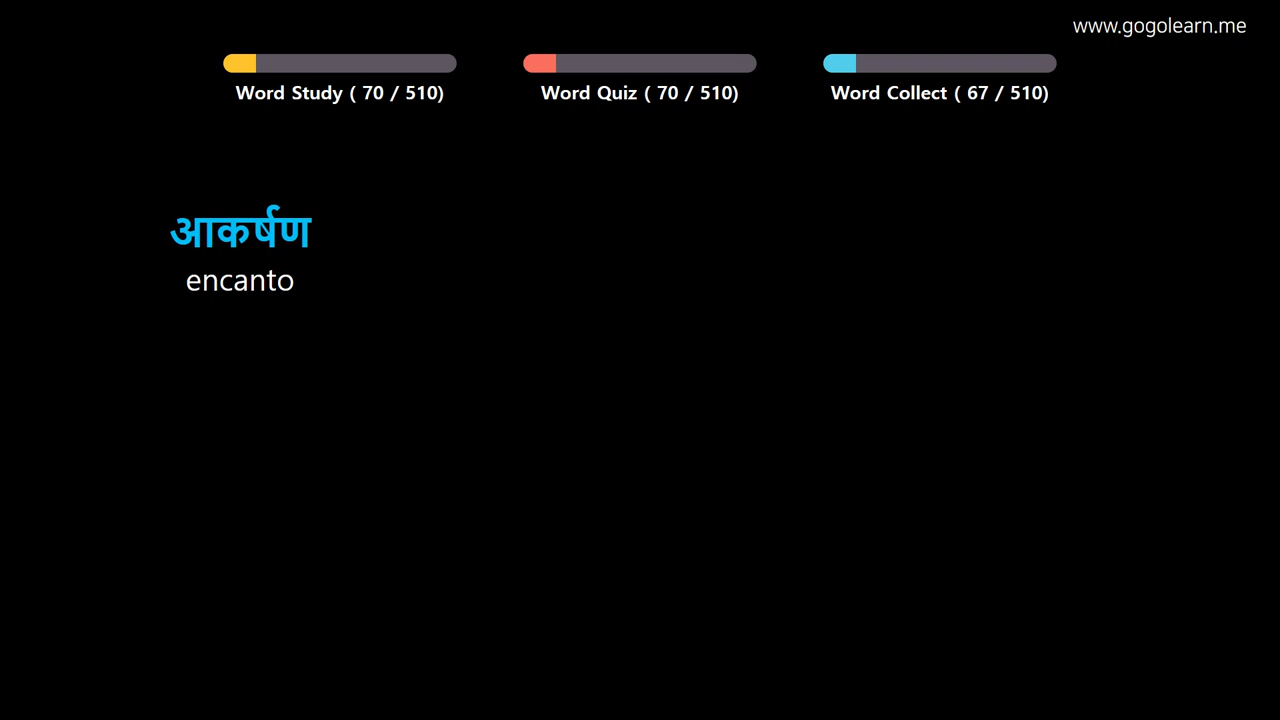 www.gogolearn.me
Word Study ( 70 / 510)
Word Quiz ( 70 / 510)
Word Collect ( 67 / 510)
आकर्षण
encanto